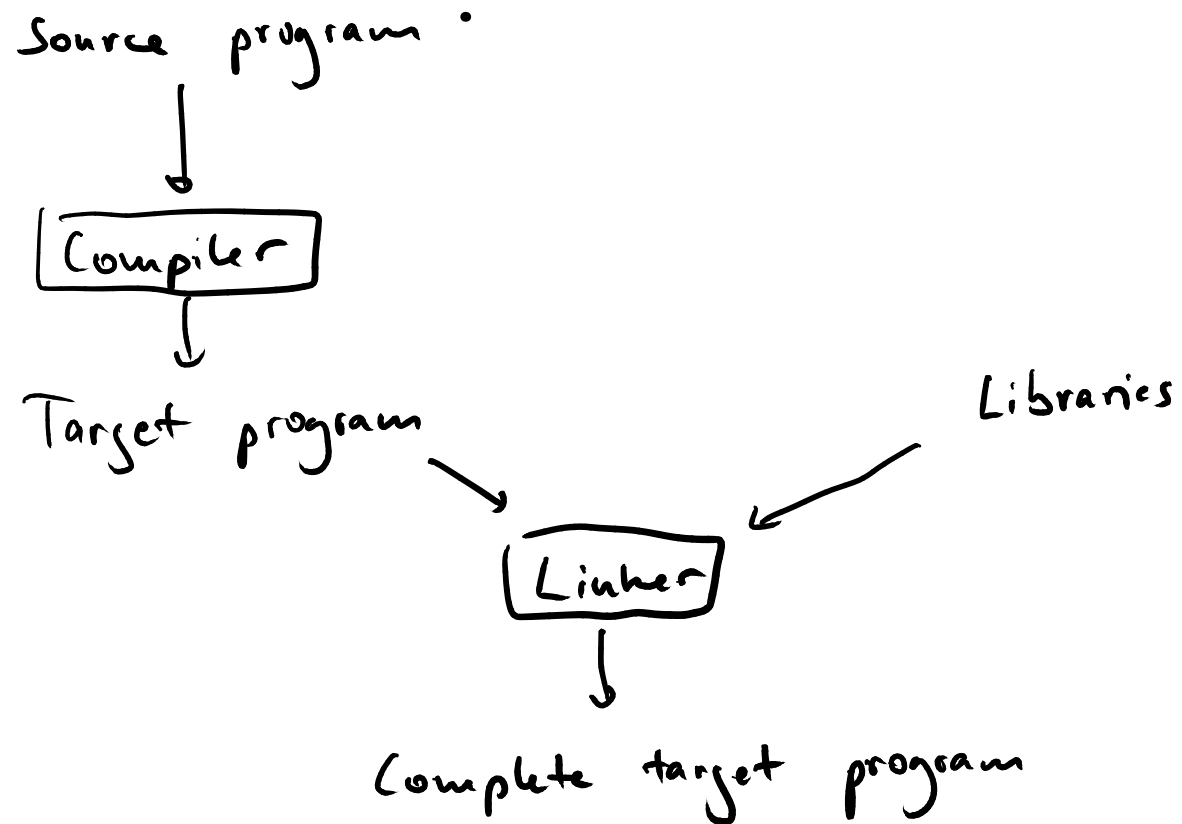 Source program
Compiler
Target program
Libraries
Linker
Complete target program